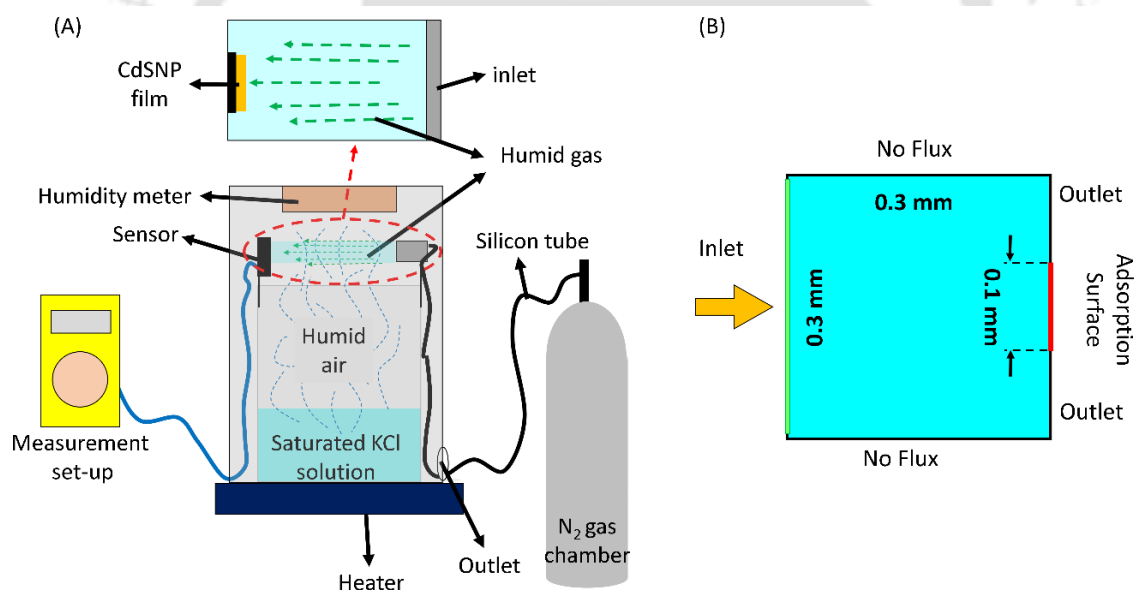 (A)
CdSNP
film
inlet
Humid gas
Humidity meter
Sensor
Silicon tube
Humid
air
Saturated KCl
solution
Measurement
set-up
N₂ gas
chamber
Outlet
Heater
(B)
No Flux
Outlet
0.3 mm
Inlet
0.3 mm
0.1 mm
Adsorption
Surface
Outlet
No Flux